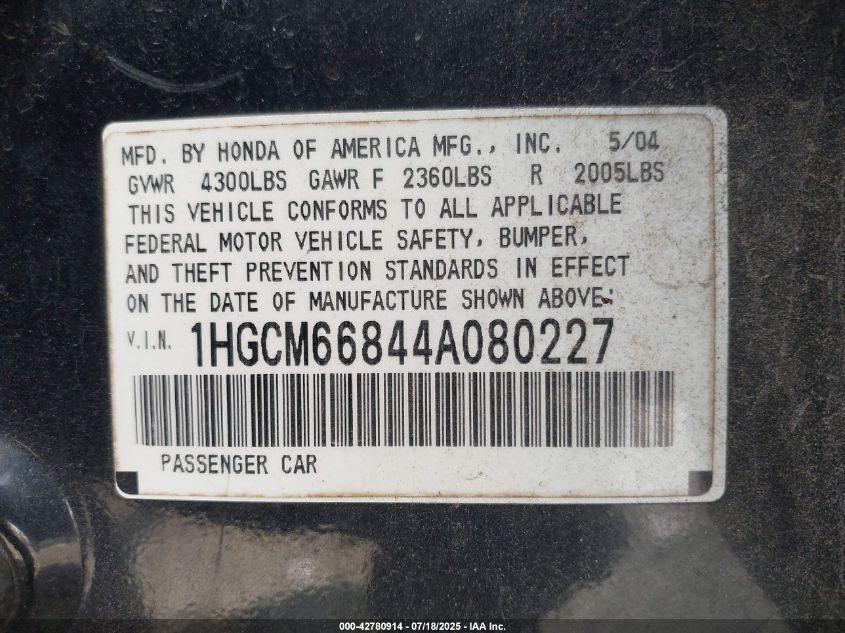 MFD. BY HONDA OF AMERICA MFG., INC. 5/04
GVWR 4300LBS GAWR F 2360LBS R 2005LBS
THIS VEHICLE CONFORMS TO ALL APPLICABLE
FEDERAL MOTOR VEHICLE SAFETY, BUMPER,
AND THEFT PREVENTION STANDARDS IN EFFECT
ON THE DATE OF MANUFACTURE SHOWN ABOVE:
V.I.N. 1HGCM66844A080227
PASSENGER CAR
000-42780914 - 07/18/2025 - IAA Inc.